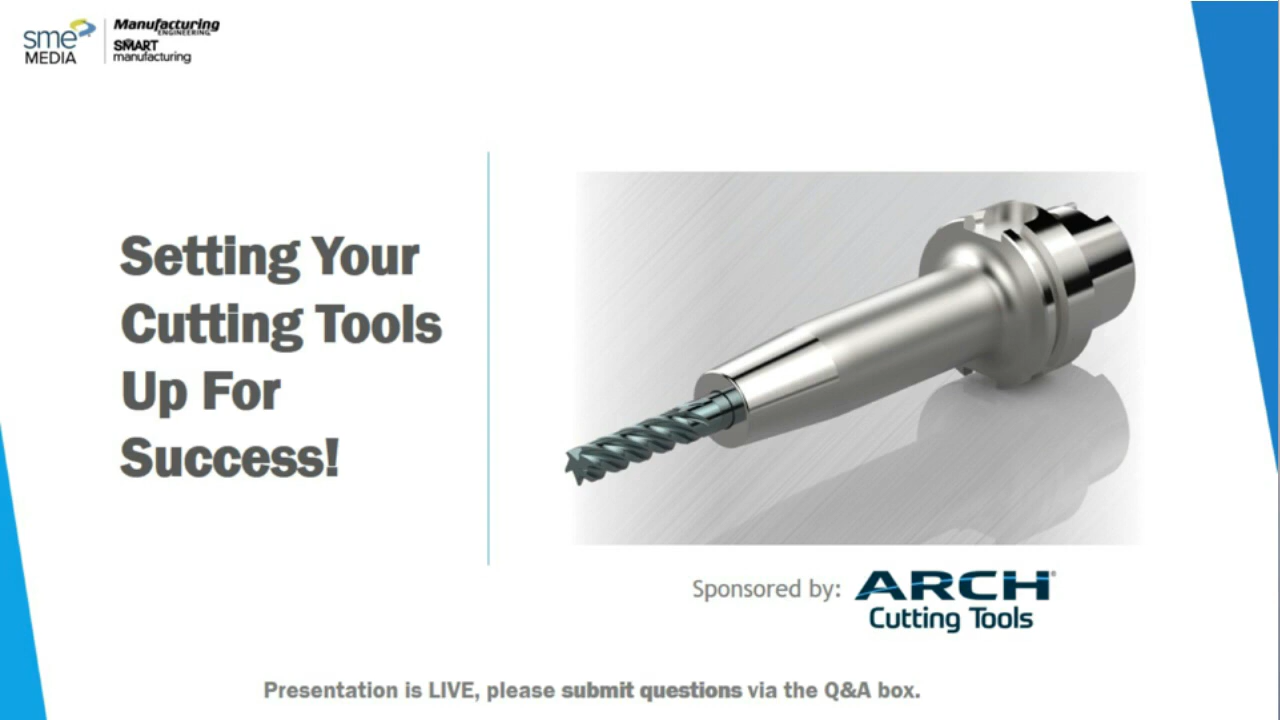 sme
MEDIA
Manufacturing
ENGINEERING
SMART
manufacturing
Setting Your
Cutting Tools
Up For
Success!
Sponsored by:
ARCH®
Cutting Tools
Presentation is LIVE, please submit questions via the Q&A box.